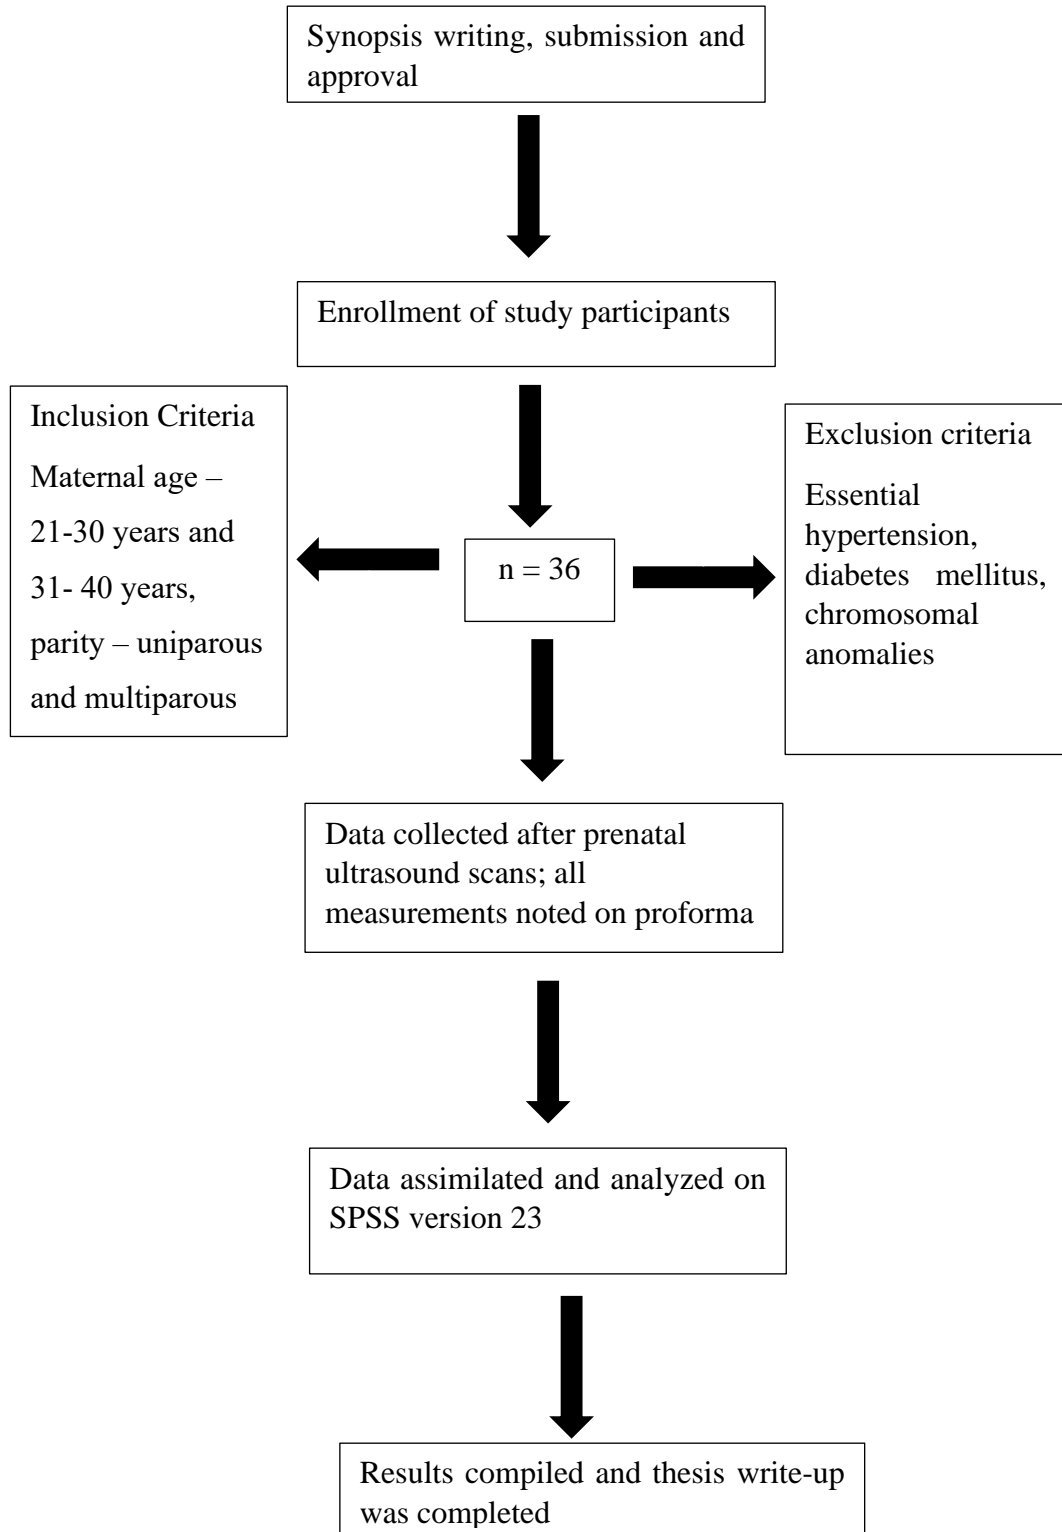 Synopsis writing, submission and
approval
Enrollment of study participants
Inclusion Criteria
Maternal age –
21-30 years and
31- 40 years,
parity – uniparous
and multiparous
n = 36
Exclusion criteria
Essential
hypertension,
diabetes mellitus,
chromosomal
anomalies
Data collected after prenatal
ultrasound scans; all
measurements noted on proforma
Data assimilated and analyzed on
SPSS version 23
Results compiled and thesis write-up
was completed